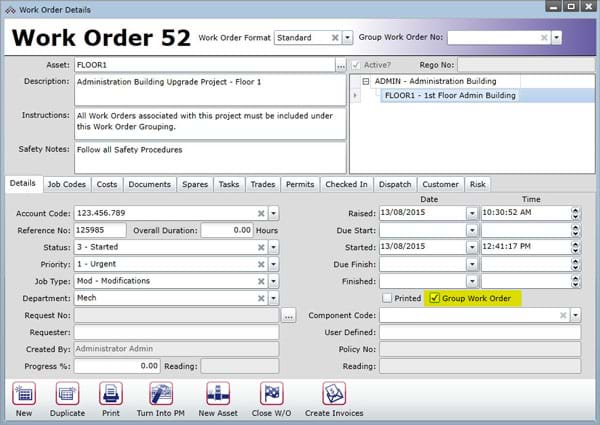 Work Order Details
Work Order 52 Work Order Format Standard Group Work Order No:
Asset: FLOOR1 ... Active? Rego No:
Description: Administration Building Upgrade Project - Floor 1
ADMIN - Administration Building
FLOOR1 - 1st Floor Admin Building
Instructions: All Work Orders associated with this project must be included under
this Work Order Grouping.
Safety Notes: Follow all Safety Procedures
Details Job Codes Costs Documents Spares Tasks Trades Permits Checked In Dispatch Customer Risk
Date Time
Account Code: 123.456.789 Raised: 13/08/2015 10:30:52 AM
Reference No: 125985 Overall Duration: 0.00 Hours Due Start:
Status: 3 - Started Started: 13/08/2015 12:41:17 PM
Priority: 1 - Urgent Due Finish:
Job Type: Mod - Modifications Finished:
Department: Mech Printed Group Work Order
Request No: ... Component Code:
Requester: User Defined:
Created By: Administrator Admin Policy No:
Progress %: 0.00 Reading: Reading:
New Duplicate Print Turn Into PM New Asset Close W/O Create Invoices